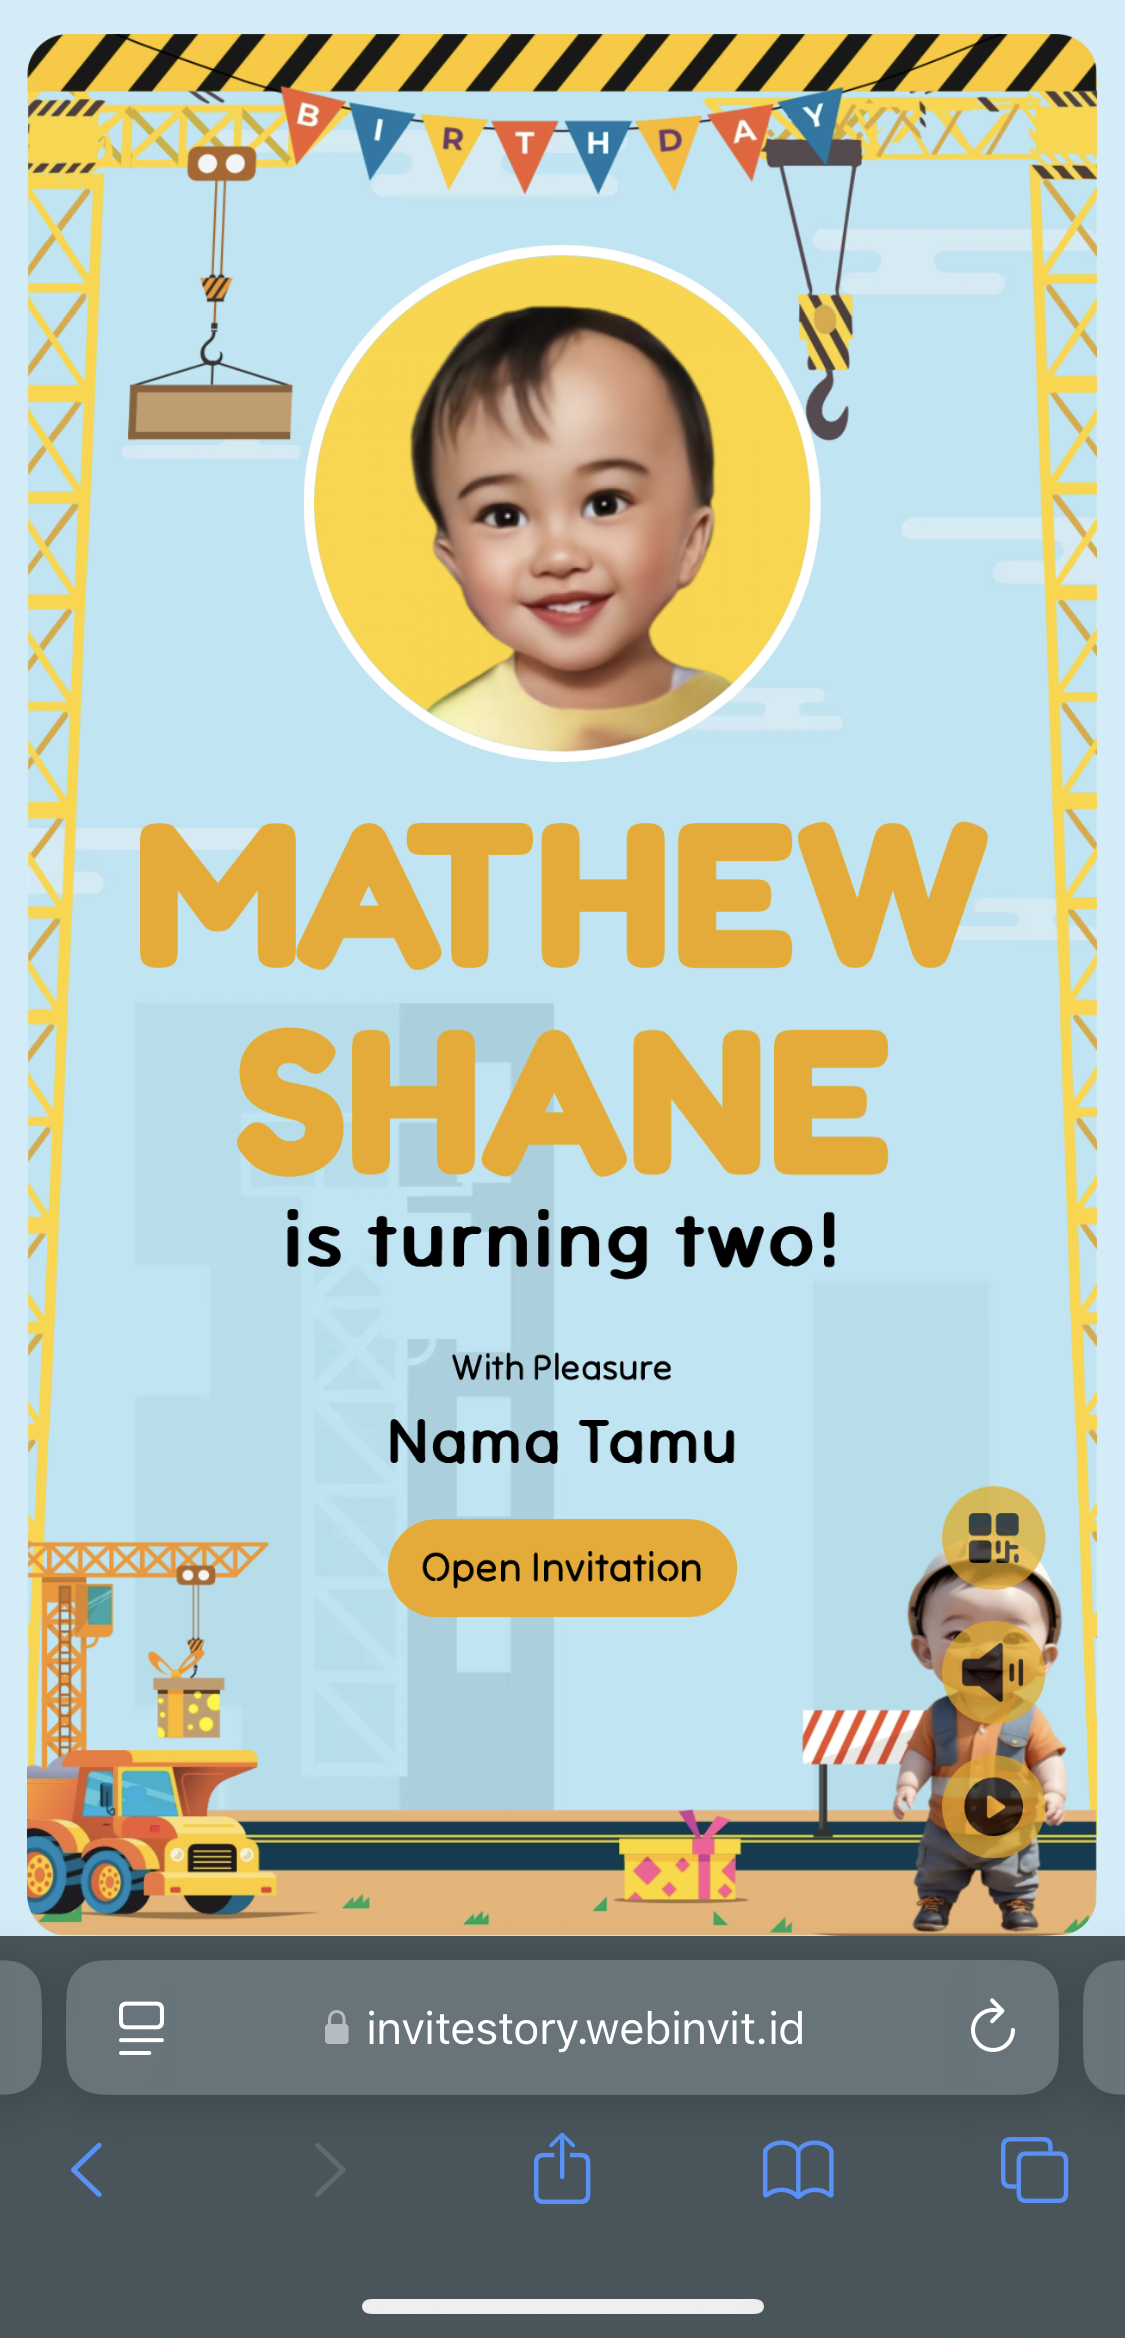 BIRTHDAY
MATHEW
SHANE
is turning two!
With Pleasure
Nama Tamu
Open Invitation
invitestory.webinvit.id